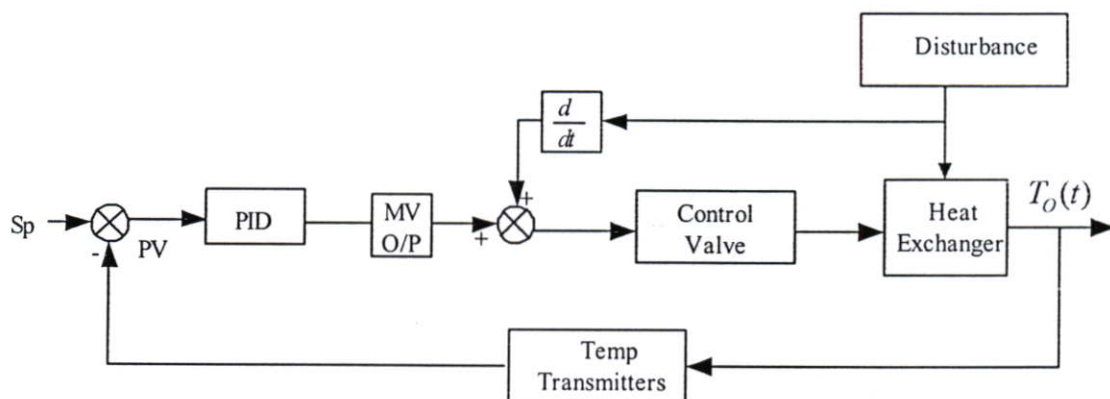 Disturbance
d
dt
+
Sp
-
PV
PID
MV
O/P
+
Control
Valve
Heat
Exchanger
T_O(t)
Temp
Transmitters